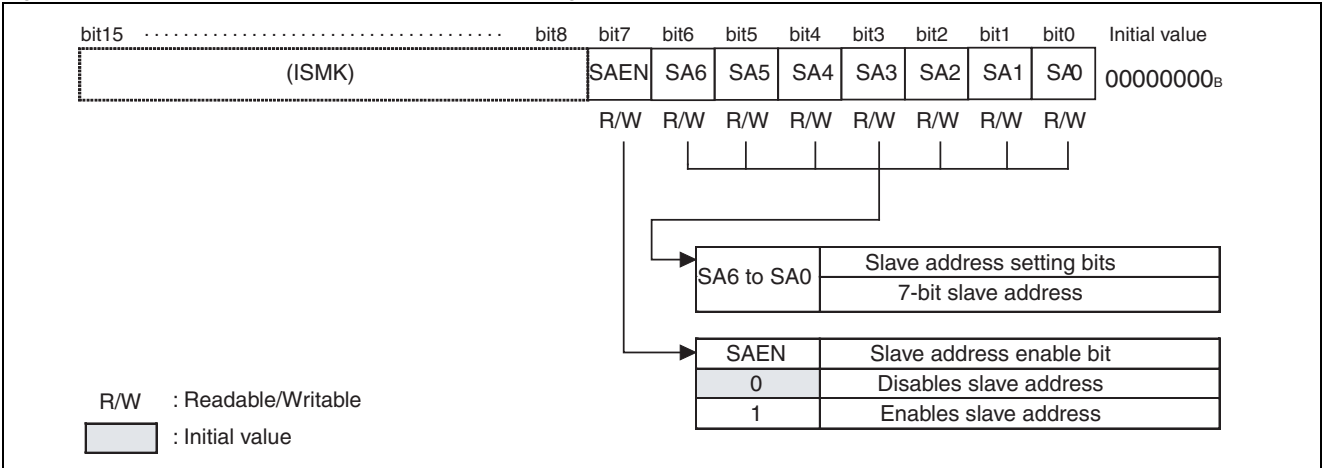 bit15 ..................................... bit8 bit7 bit6 bit5 bit4 bit3 bit2 bit1 bit0 Initial value
(ISMK) SAEN SA6 SA5 SA4 SA3 SA2 SA1 SA0 00000000B
R/W R/W R/W R/W R/W R/W R/W R/W
SA6 to SA0 Slave address setting bits
7-bit slave address
SAEN Slave address enable bit
0 Disables slave address
1 Enables slave address
R/W : Readable/Writable
: Initial value